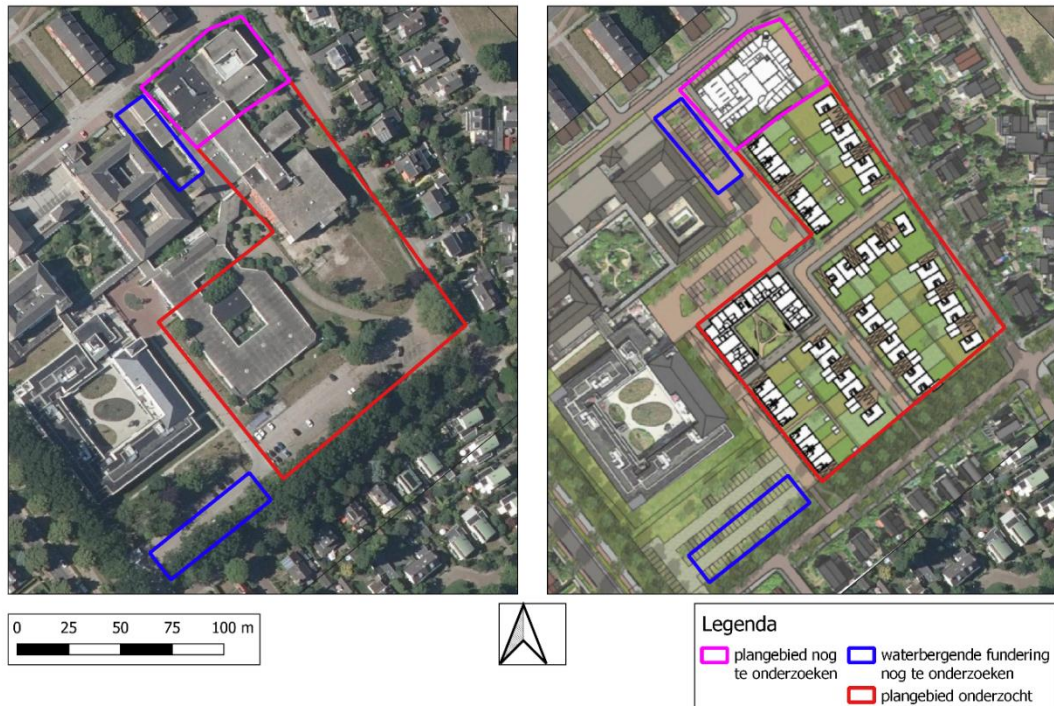 0 25 50 75 100 m
Legenda
plangebied nog
te onderzoeken
waterbergende fundering
nog te onderzoeken
plangebied onderzocht